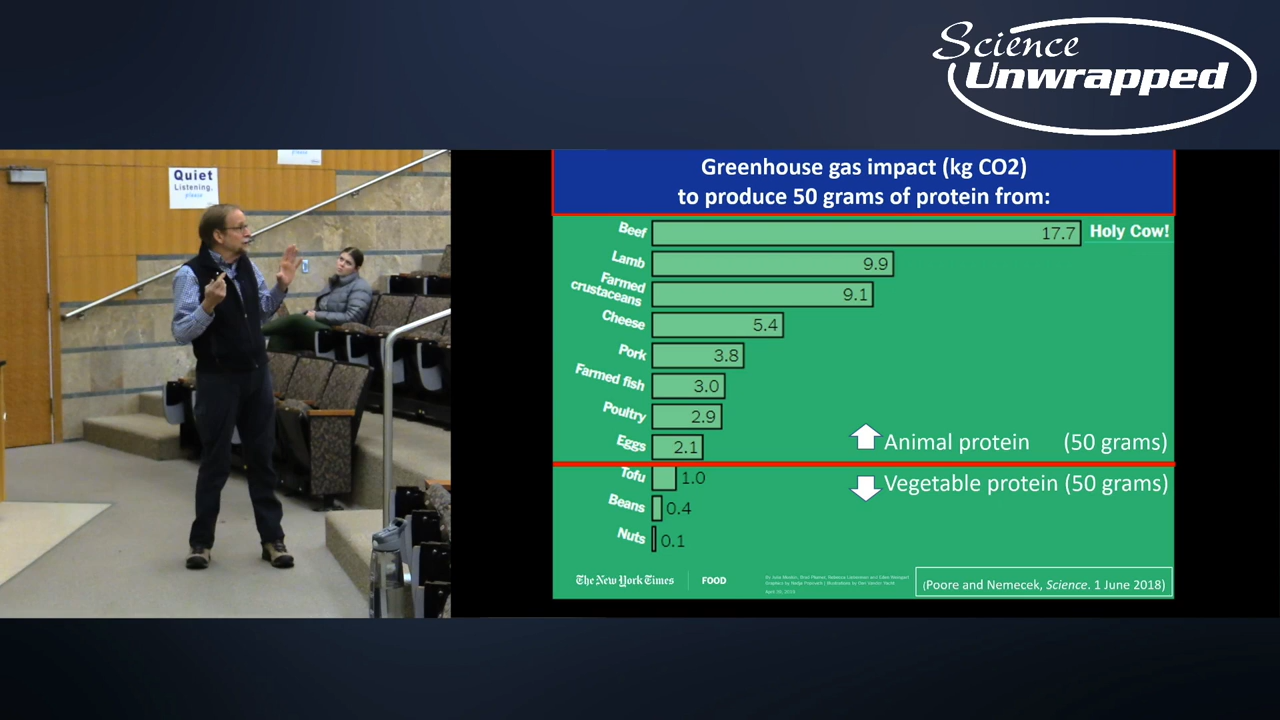 Science
Unwrapped
Quiet
Listening,
please
Greenhouse gas impact (kg CO2)
to produce 50 grams of protein from:
Beef 17.7 Holy Cow!
Lamb 9.9
Farmed
crustaceans 9.1
Cheese 5.4
Pork 3.8
Farmed fish 3.0
Poultry 2.9
Eggs 2.1
Animal protein (50 grams)
Tofu 1.0
Vegetable protein (50 grams)
Beans 0.4
Nuts 0.1
The New York Times FOOD
(Poore and Nemecek, Science. 1 June 2018)